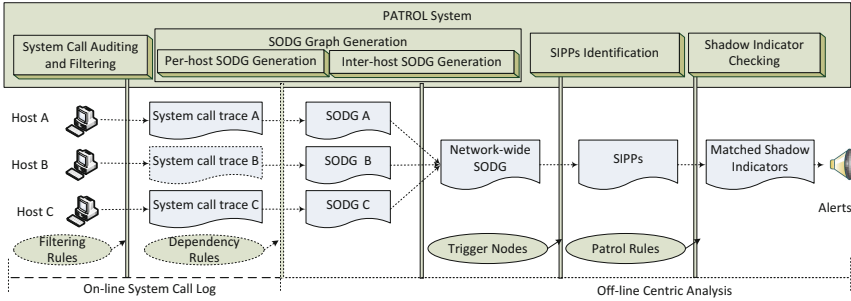 PATROL System
System Call Auditing
and Filtering
SODG Graph Generation
Per-host SODG Generation
Inter-host SODG Generation
SIPPs Identification
Shadow Indicator
Checking
Host A
System call trace A
SODG A
Host B
System call trace B
SODG B
Network-wide
SODG
SIPPs
Matched Shadow
Indicators
Host C
System call trace C
SODG C
Alerts
Filtering
Rules
Dependency
Rules
Trigger Nodes
Patrol Rules
On-line System Call Log
Off-line Centric Analysis